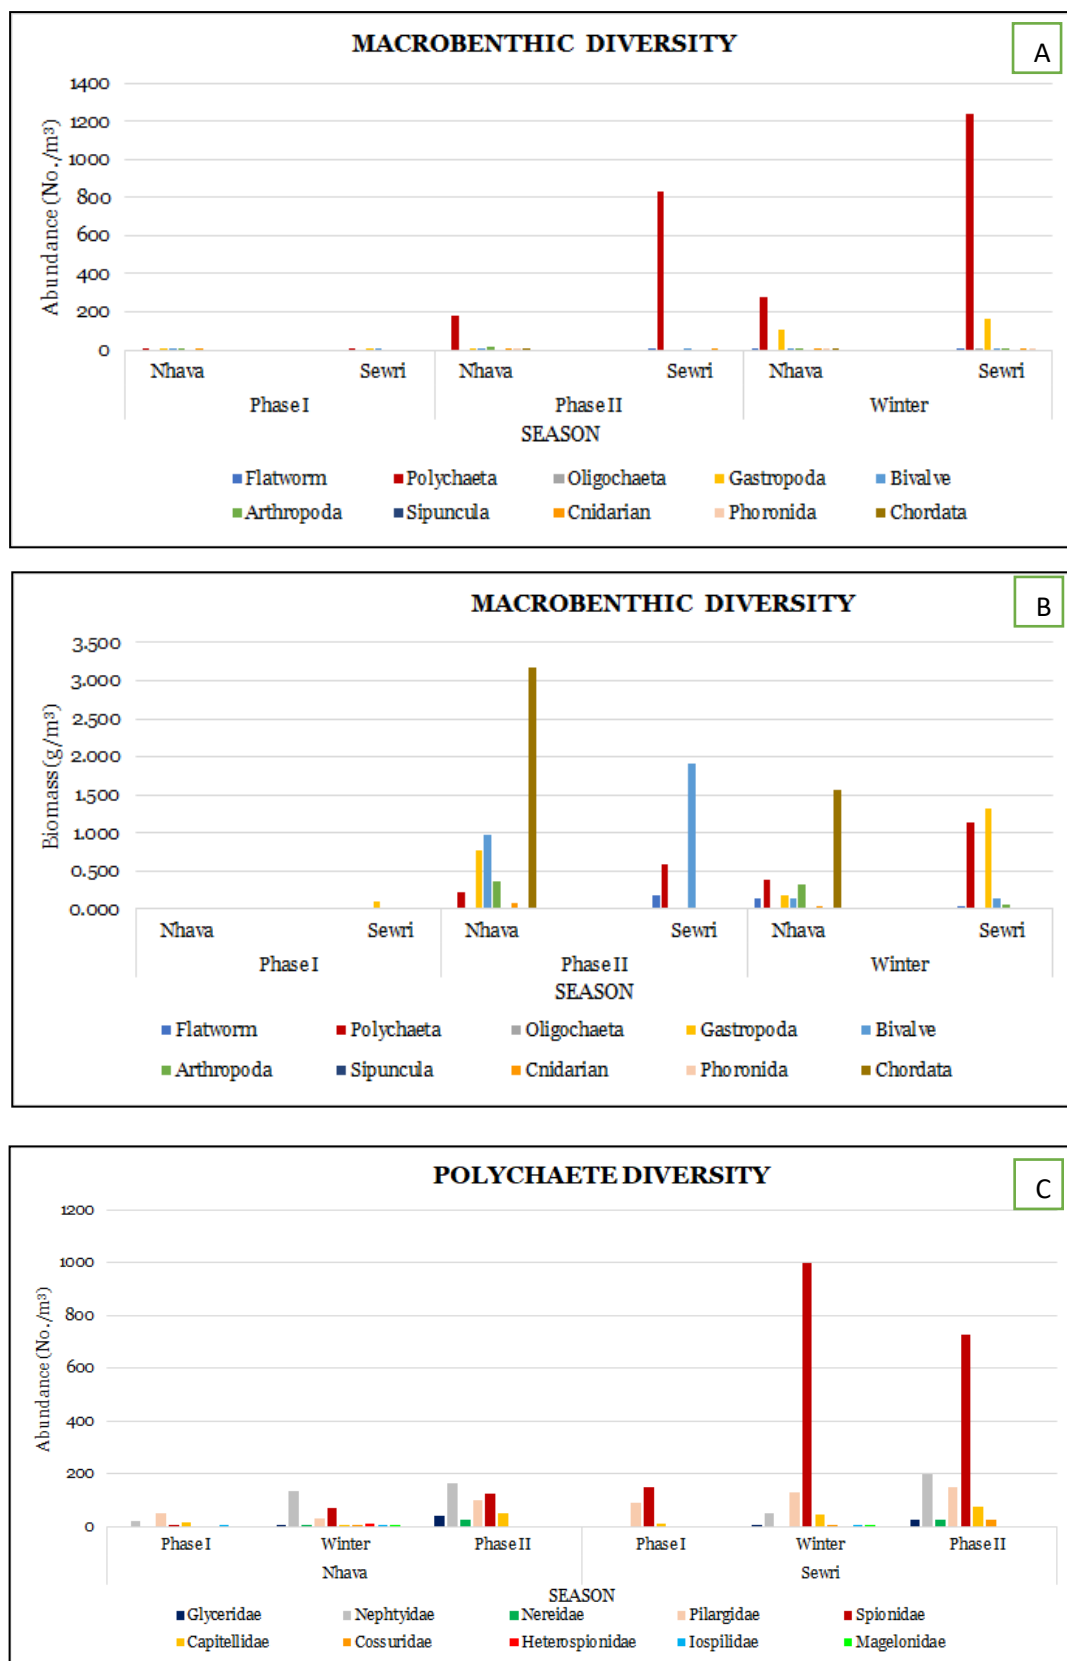 MACROBENTHIC DIVERSITY
A
Abundance (No./m³)
1400
1200
1000
800
600
400
200
0
Nhava Sewri Nhava Sewri Nhava Sewri
Phase I Phase II Winter
SEASON
Flatworm Polychaeta Oligochaeta Gastropoda Bivalve
Arthropoda Sipuncula Cnidarian Phoronida Chordata
MACROBENTHIC DIVERSITY
B
Biomass (g/m³)
3.500
3.000
2.500
2.000
1.500
1.000
0.500
0.000
Nhava Sewri Nhava Sewri Nhava Sewri
Phase I Phase II Winter
SEASON
Flatworm Polychaeta Oligochaeta Gastropoda Bivalve
Arthropoda Sipuncula Cnidarian Phoronida Chordata
POLYCHAETE DIVERSITY
C
Abundance (No./m³)
1200
1000
800
600
400
200
0
Phase I Winter Phase II Phase I Winter Phase II
Nhava Sewri
SEASON
Glyceridae Nephtyidae Nereidae Pilargidae Spionidae
Capitellidae Cossuridae Heterospionidae Iospilidae Magelonidae